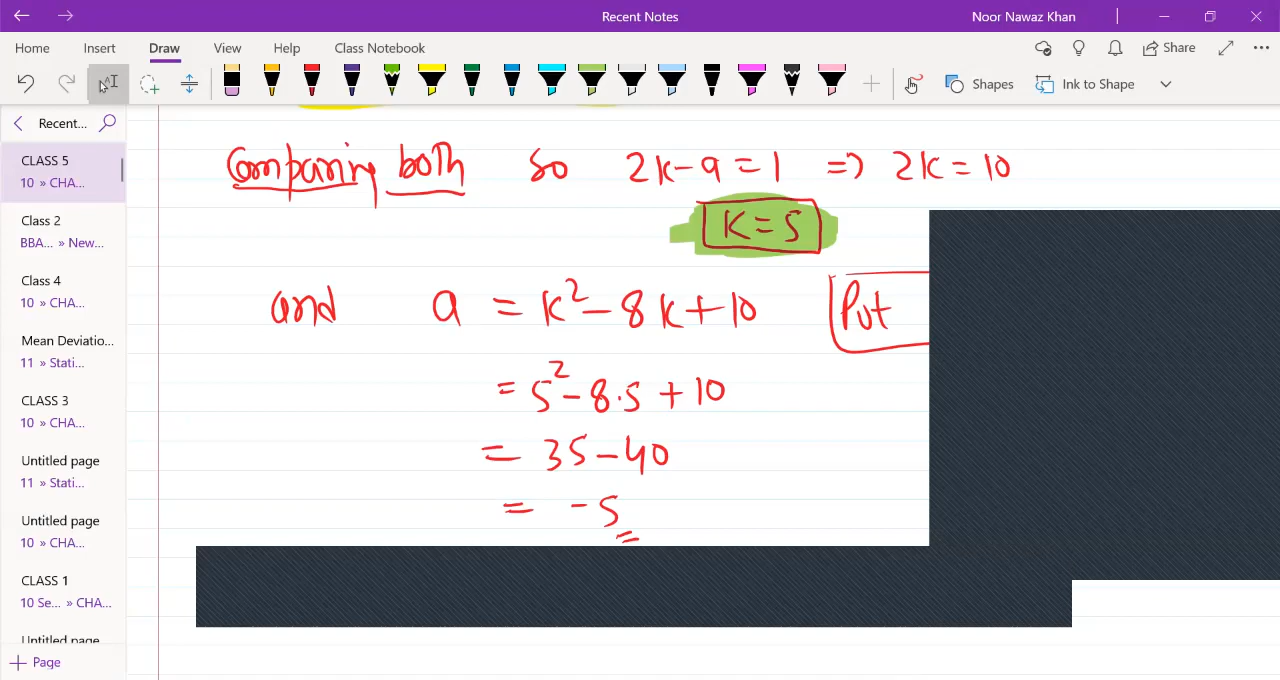 Recent Notes
Noor Nawaz Khan
Home Insert Draw View Help Class Notebook Share
Shapes Ink to Shape
Recent...
CLASS 5
10 » CHA...
Class 2
BBA... » New...
Class 4
10 » CHA...
Mean Deviatio...
11 » Stati...
CLASS 3
10 » CHA...
Untitled page
11 » Stati...
Untitled page
10 » CHA...
CLASS 1
10 Se... » CHA...
Untitled page
+ Page
Comparing both So 2k-9=1 => 2k=10
K=5
and a = k²-8k+10 Put
= 5²-8·5+10
= 35-40
= -5